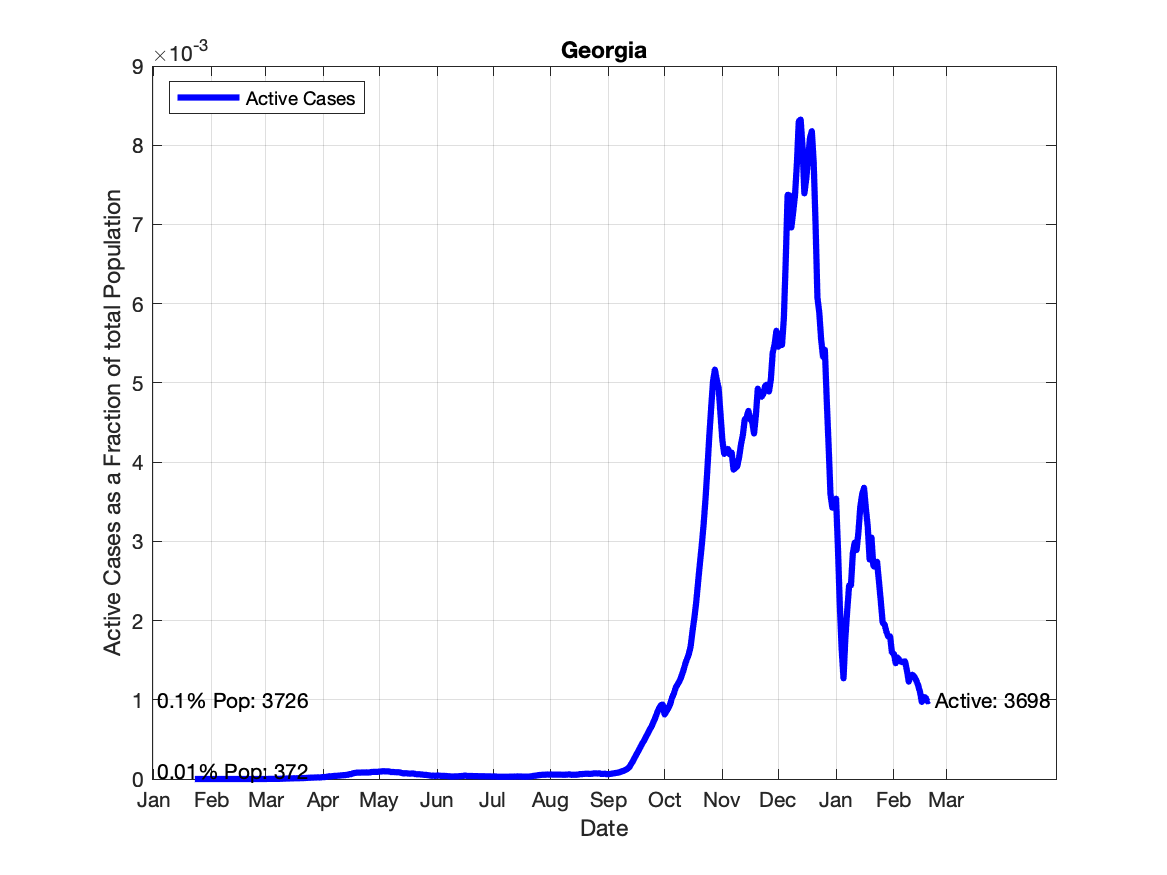 Georgia
×10-3
Active Cases
Active Cases as a Fraction of total Population
9
8
7
6
5
4
3
2
1
0
0.1% Pop: 3726
Active: 3698
0.01% Pop: 372
Jan Feb Mar Apr May Jun Jul Aug Sep Oct Nov Dec Jan Feb Mar
Date